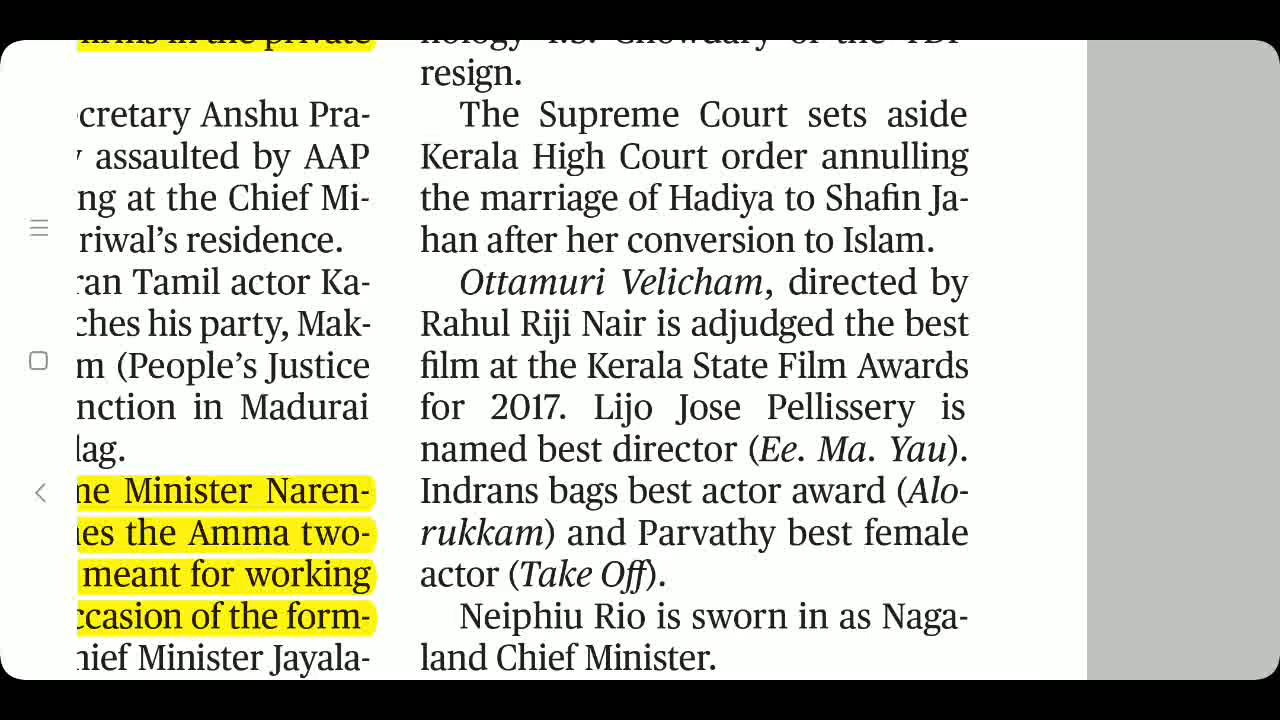 cretary Anshu Pra-
assaulted by AAP
ng at the Chief Mi-
riwal's residence.
ran Tamil actor Ka-
ches his party, Mak-
m (People's Justice
nction in Madurai
lag.
me Minister Naren-
es the Amma two-
meant for working
ccasion of the form-
hief Minister Jayala-
resign.
The Supreme Court sets aside
Kerala High Court order annulling
the marriage of Hadiya to Shafin Ja-
han after her conversion to Islam.
Ottamuri Velicham, directed by
Rahul Riji Nair is adjudged the best
film at the Kerala State Film Awards
for 2017. Lijo Jose Pellissery is
named best director (Ee. Ma. Yau).
Indrans bags best actor award (Alo-
rukkam) and Parvathy best female
actor (Take Off).
Neiphiu Rio is sworn in as Naga-
land Chief Minister.